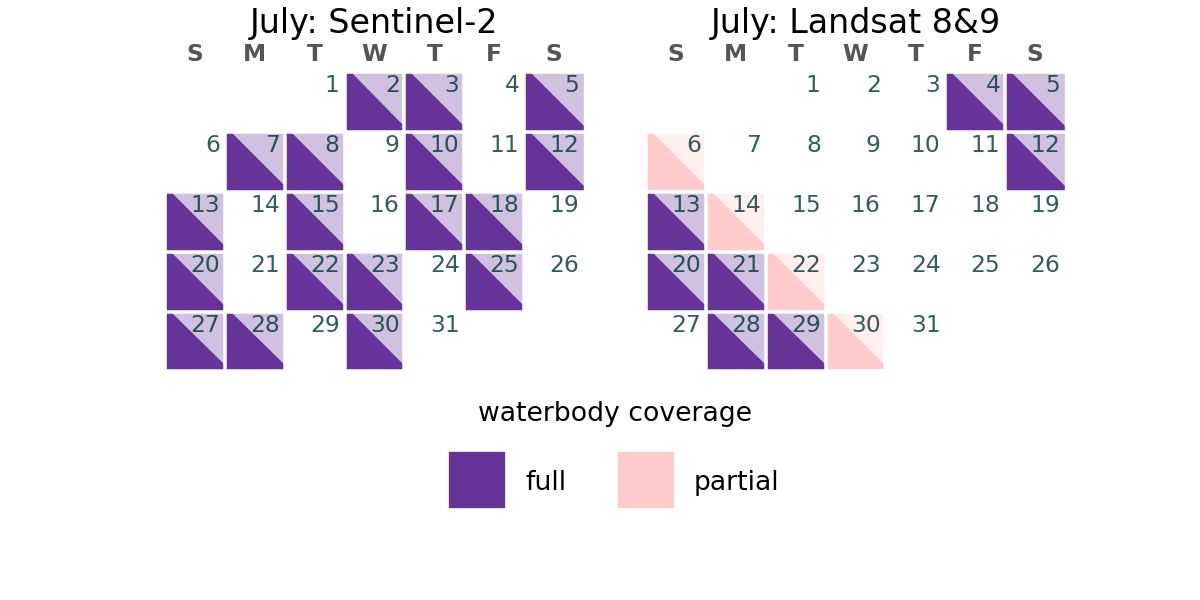 July: Sentinel-2
S M T W T F S
1 2 3 4 5
6 7 8 9 10 11 12
13 14 15 16 17 18 19
20 21 22 23 24 25 26
27 28 29 30 31
July: Landsat 8&9
S M T W T F S
1 2 3 4 5
6 7 8 9 10 11 12
13 14 15 16 17 18 19
20 21 22 23 24 25 26
27 28 29 30 31
waterbody coverage
full partial